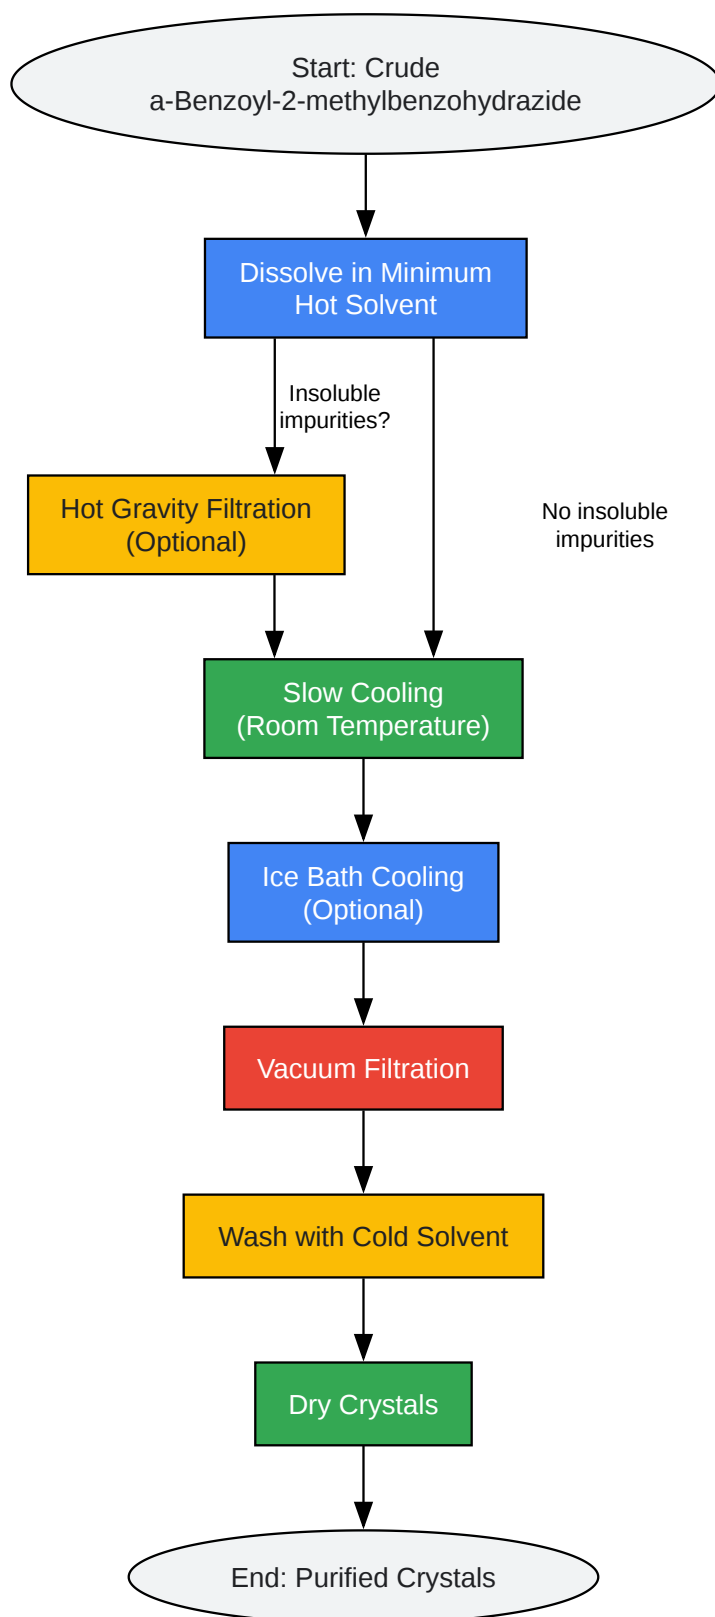 Start: Crude
a-Benzoyl-2-methylbenzohydrazide
Dissolve in Minimum
Hot Solvent
Insoluble
impurities?
Hot Gravity Filtration
(Optional)
No insoluble
impurities
Slow Cooling
(Room Temperature)
Ice Bath Cooling
(Optional)
Vacuum Filtration
Wash with Cold Solvent
Dry Crystals
End: Purified Crystals